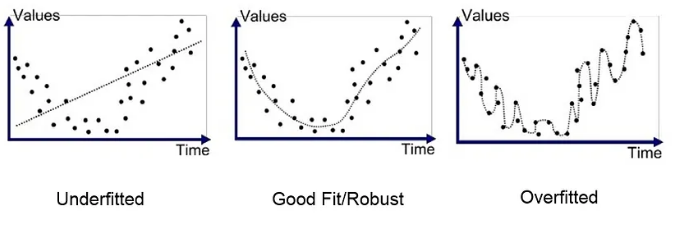 Values
Time
Underfitted
Values
Time
Good Fit/Robust
Values
Time
Overfitted